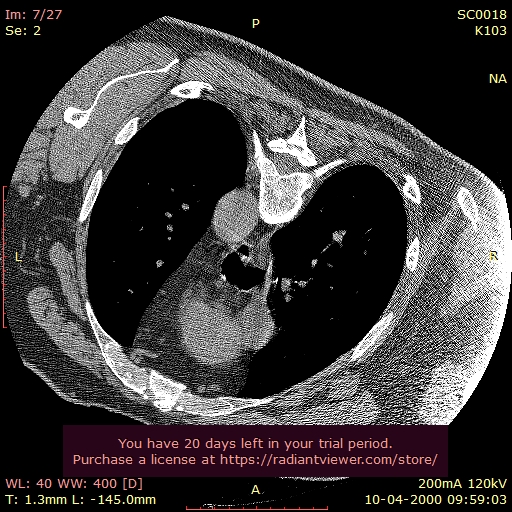 Im: 7/27
Se: 2
P
SC0018
K103
NA
L
R
You have 20 days left in your trial period.
Purchase a license at https://radiantviewer.com/store/
WL: 40 WW: 400 [D]
T: 1.3mm L: -145.0mm
A
200mA 120kV
10-04-2000 09:59:03